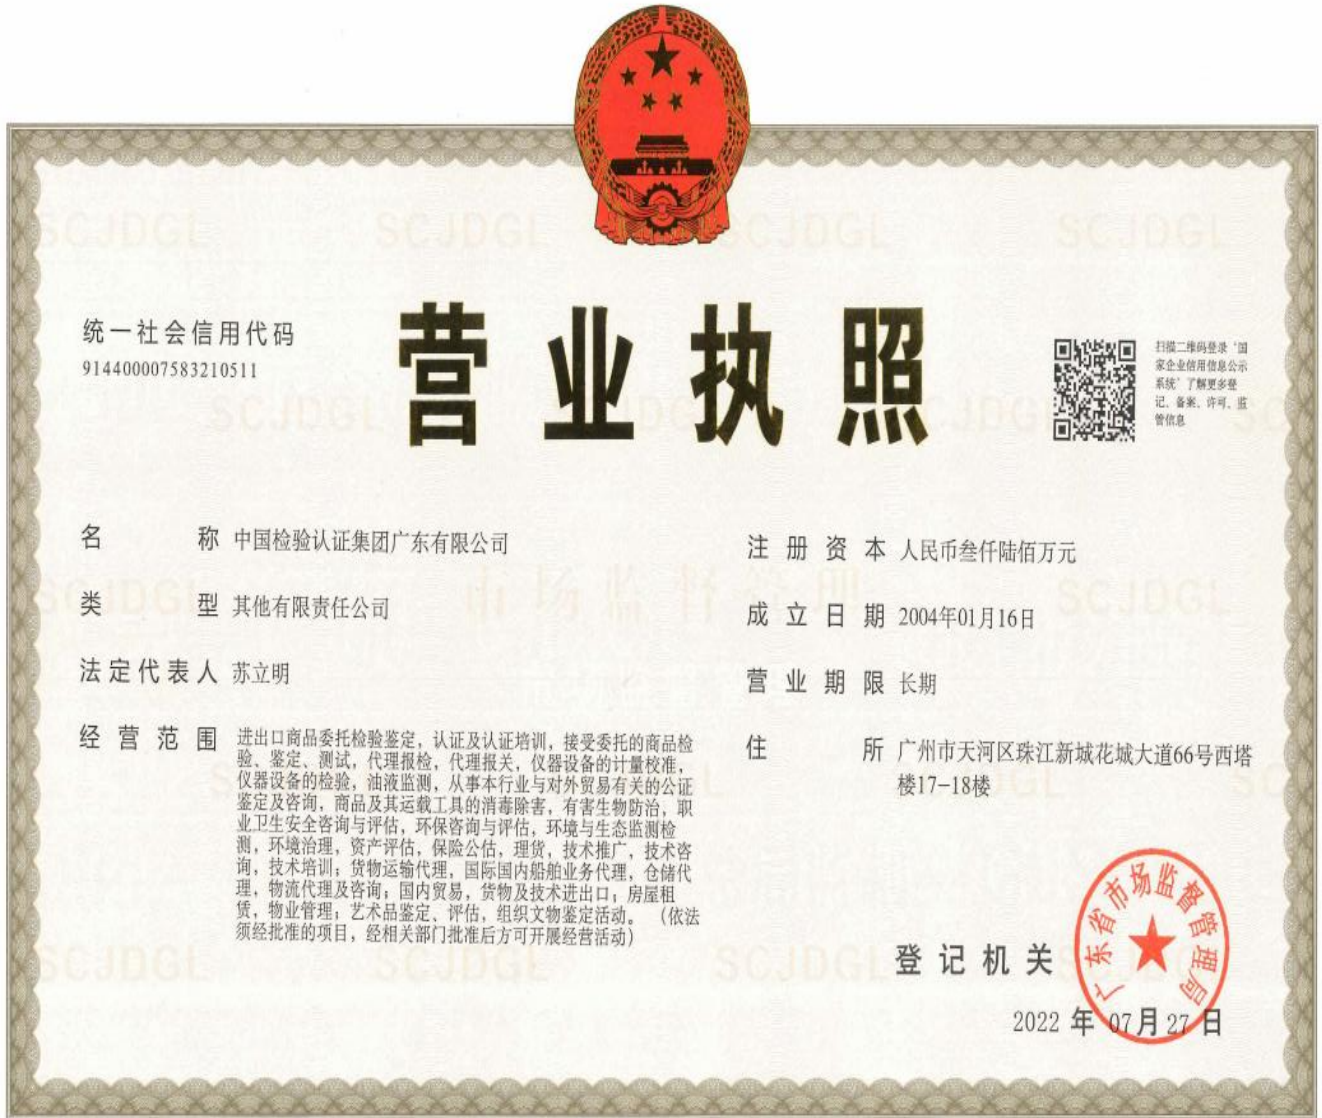 营业执照
统一社会信用代码
914400007583210511
扫描二维码登录‘国
家企业信用信息公示
系统’了解更多登
记、备案、许可、监
管信息
名称 中国检验认证集团广东有限公司
类型 其他有限责任公司
法定代表人 苏立明
经营范围 进出口商品委托检验鉴定，认证及认证培训，接受委托的商品检
验、鉴定、测试，代理报检，代理报关，仪器设备的计量校准，
仪器设备的检验，油液监测，从事本行业与对外贸易有关的公证
鉴定及咨询、商品及其运载工具的消毒除害，有害生物防治，职
业卫生安全咨询与评估，环保咨询与评估，环境与生态监测检
测，环境治理，资产评估，保险公估，理货，技术推广，技术咨
询，技术培训；货物运输代理，国际国内船舶业务代理，仓储代
理，物流代理及咨询；国内贸易，货物及技术进出口；房屋租
赁，物业管理；艺术品鉴定、评估，组织文物鉴定活动。（依法
须经批准的项目，经相关部门批准后方可开展经营活动）
注册资本 人民币叁仟陆佰万元
成立日期 2004年01月16日
营业期限 长期
住所 广州市天河区珠江新城花城大道66号西塔
楼17-18楼
登记机关
广东省市场监督管理局
2022 年 07月27日
SCJDGL
市场监督管理